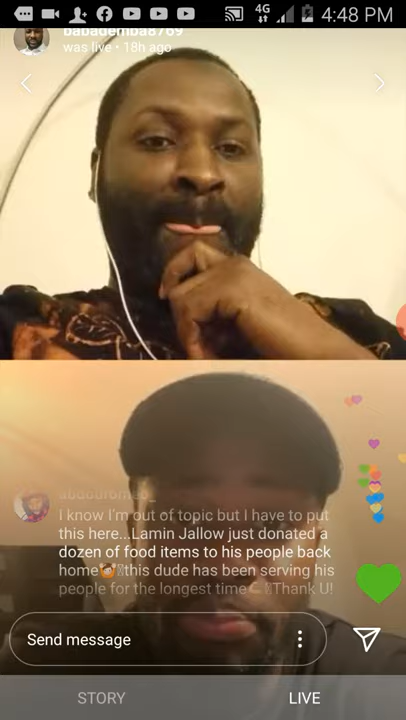 4G
4:48 PM
babademba8769
was live • 18h ago
I know I'm out of topic but I have to put
this here...Lamin Jallow just donated a
dozen of food items to his people back
home🙆🏽this dude has been serving his
people for the longest time Thank U!
Send message
STORY
LIVE